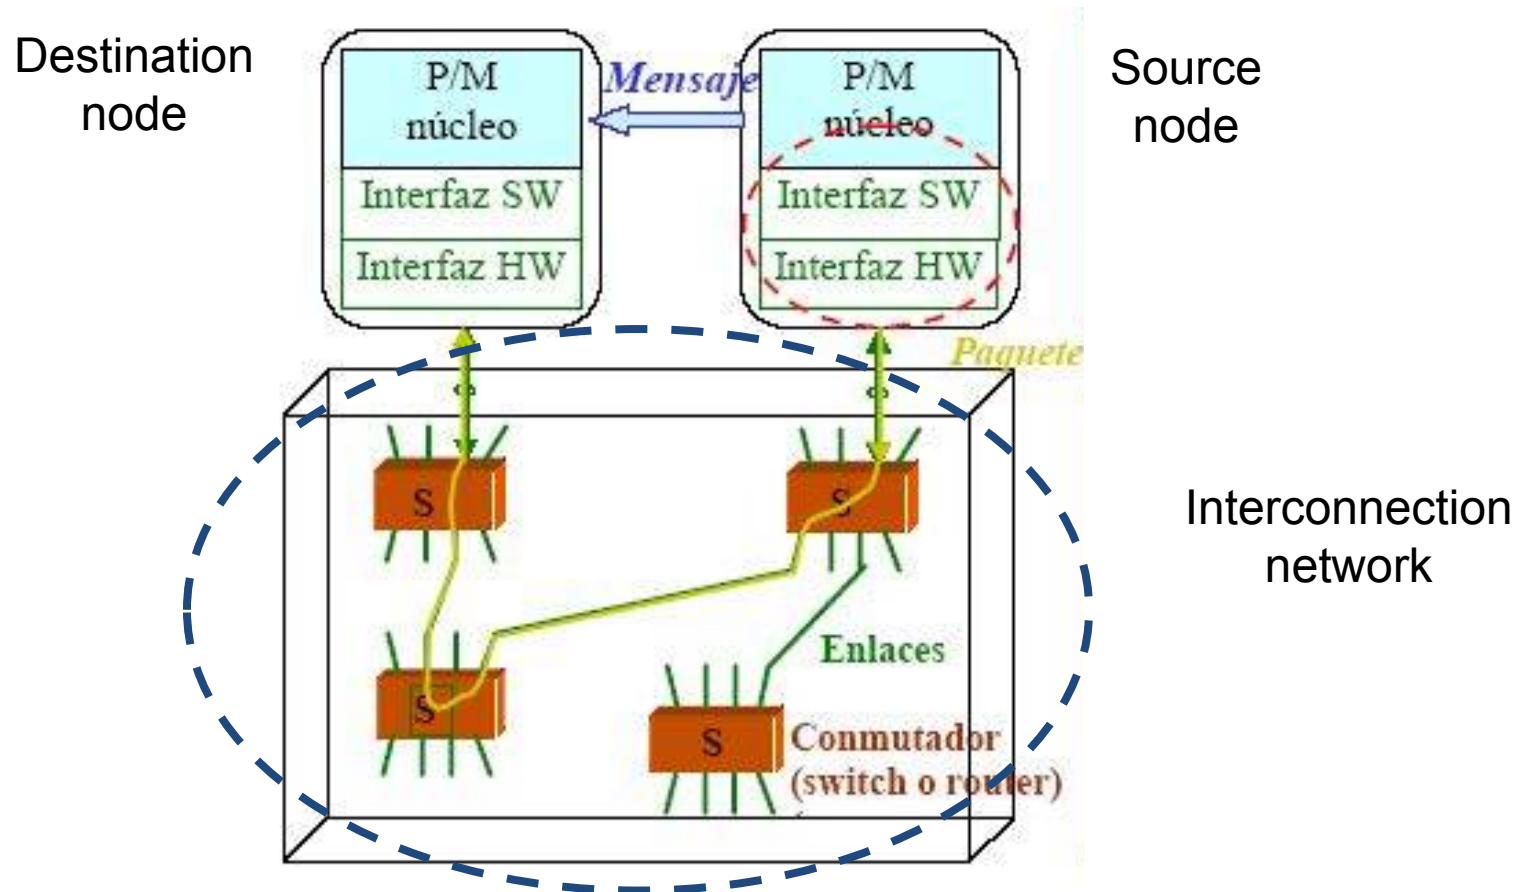 Destination
node
P/M
núcleo
Interfaz SW
Interfaz HW
Mensaje
P/M
núcleo
Interfaz SW
Interfaz HW
Source
node
Paquete
S
S
S
S
Enlaces
Conmutador
(switch o router)
Interconnection
network